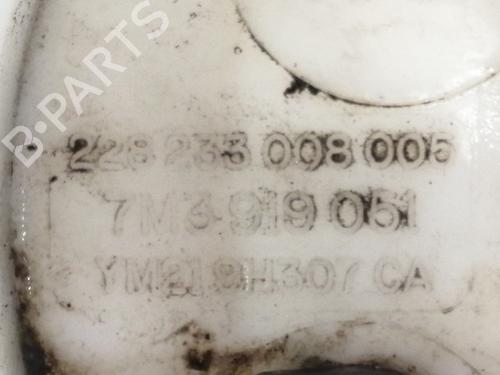 B-PARTS
228 233 008 005
7M3 919 051
YM21 9H307 CA